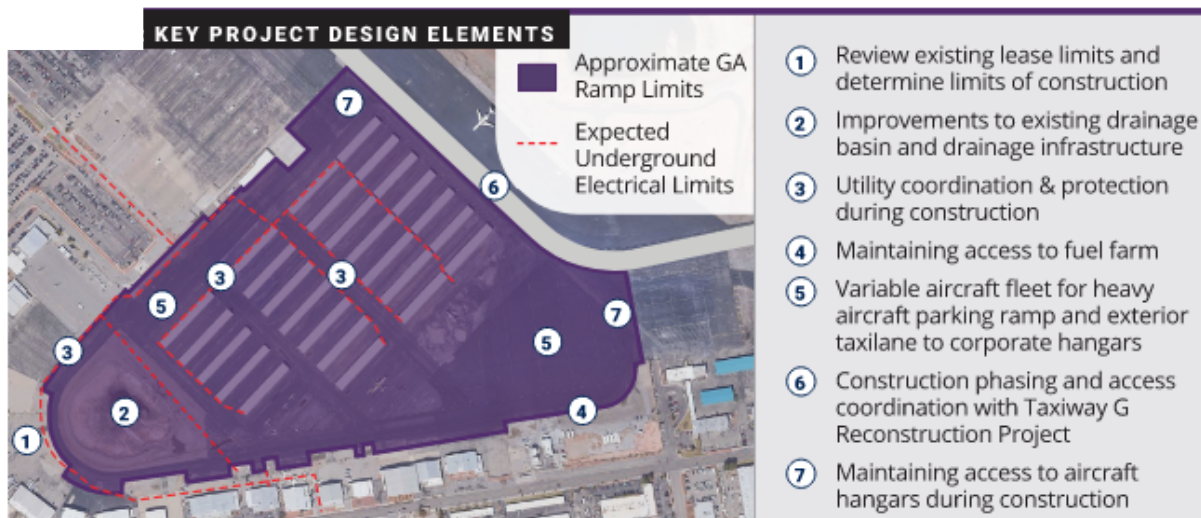 KEY PROJECT DESIGN ELEMENTS
Approximate GA
Ramp Limits
Expected
Underground
Electrical Limits
7
6
3
3
5
7
5
3
2
4
1
1 Review existing lease limits and
determine limits of construction
2 Improvements to existing drainage
basin and drainage infrastructure
3 Utility coordination & protection
during construction
4 Maintaining access to fuel farm
5 Variable aircraft fleet for heavy
aircraft parking ramp and exterior
taxilane to corporate hangars
6 Construction phasing and access
coordination with Taxiway G
Reconstruction Project
7 Maintaining access to aircraft
hangars during construction